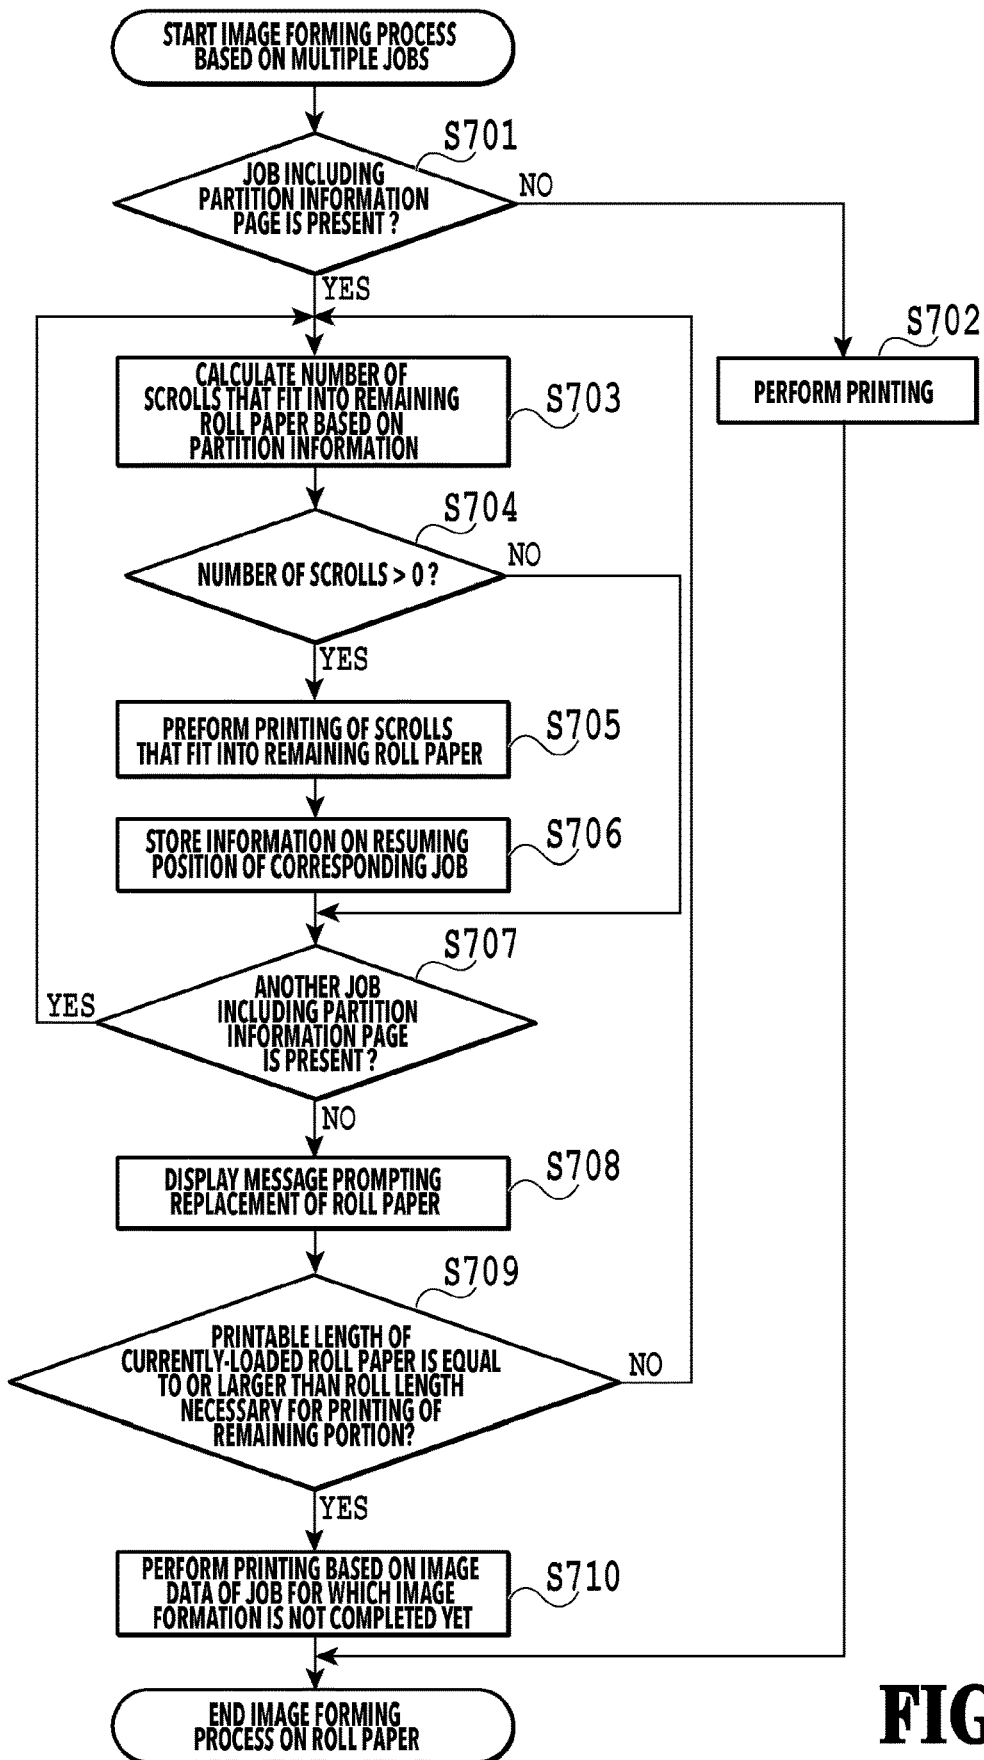 START IMAGE FORMING PROCESS
BASED ON MULTIPLE JOBS
S701
JOB INCLUDING
PARTITION INFORMATION
PAGE IS PRESENT ?
NO
YES
S702
PERFORM PRINTING
CALCULATE NUMBER OF
SCROLLS THAT FIT INTO REMAINING
ROLL PAPER BASED ON
PARTITION INFORMATION
S703
S704
NUMBER OF SCROLLS > 0 ?
NO
YES
PREFORM PRINTING OF SCROLLS
THAT FIT INTO REMAINING ROLL PAPER
S705
STORE INFORMATION ON RESUMING
POSITION OF CORRESPONDING JOB
S706
S707
ANOTHER JOB
INCLUDING PARTITION
INFORMATION PAGE
IS PRESENT ?
YES
NO
DISPLAY MESSAGE PROMPTING
REPLACEMENT OF ROLL PAPER
S708
S709
PRINTABLE LENGTH OF
CURRENTLY-LOADED ROLL PAPER IS EQUAL
TO OR LARGER THAN ROLL LENGTH
NECESSARY FOR PRINTING OF
REMAINING PORTION?
NO
YES
PERFORM PRINTING BASED ON IMAGE
DATA OF JOB FOR WHICH IMAGE
FORMATION IS NOT COMPLETED YET
S710
END IMAGE FORMING
PROCESS ON ROLL PAPER
FIG